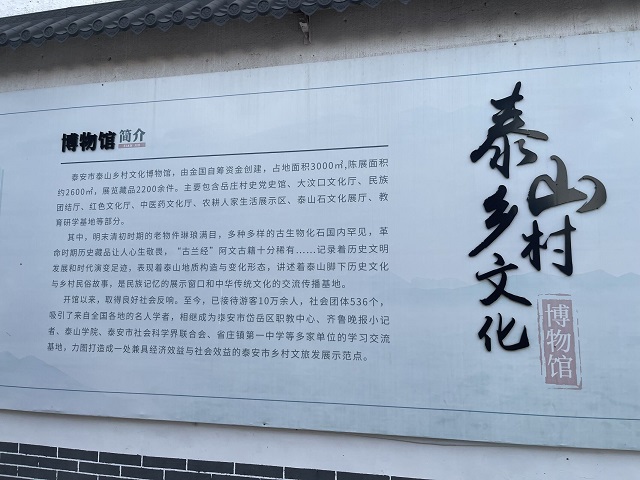 博物馆简介
泰安市泰山乡村文化博物馆，由金国自筹资金创建，占地面积3000㎡,陈展面积
约2600㎡，展览藏品2200余件。主要包含岳庄村史党史馆、大汶口文化厅、民族
团结厅、红色文化厅、中医药文化厅、农耕人家生活展示区、泰山石文化展厅、教
育研学基地等部分。
其中，明末清初时期的老物件琳琅满目，多种多样的古生物化石国内罕见，革
命时期历史藏品让人心生敬畏，“古兰经”阿文古籍十分稀有……记录着历史文明
发展和时代演变足迹，表现着泰山地质构造与变化形态，讲述着泰山脚下历史文化
与乡村民俗故事，是民族记忆的展示窗口和中华传统文化的交流传播基地。
开馆以来，取得良好社会反响。至今，已接待游客10万余人，社会团体536个，
吸引了来自全国各地的名人学者，相继成为泰安市岱岳区职教中心、齐鲁晚报小记
者、泰山学院、泰安市社会科学界联合会、省庄镇第一中学等多家单位的学习交流
基地，力图打造成一处兼具经济效益与社会效益的泰安市乡村文旅发展示范点。
泰山乡村文化
博物馆